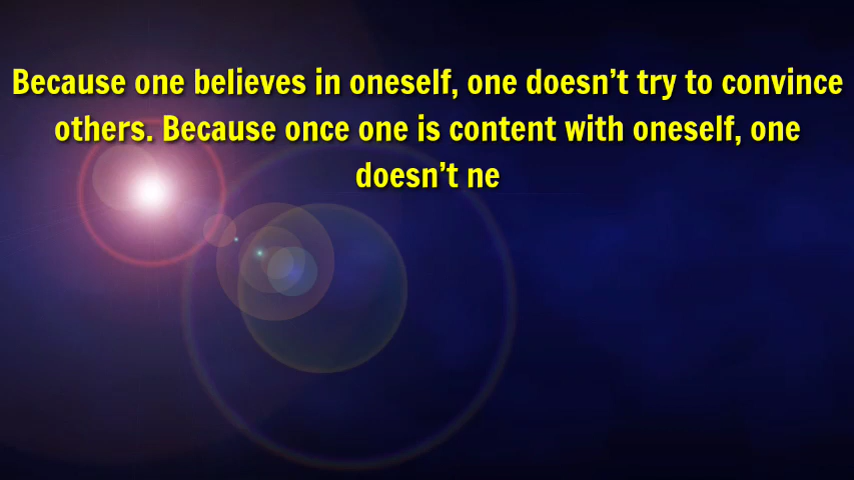 Because one believes in oneself, one doesn’t try to convince
others. Because once one is content with oneself, one
doesn’t ne